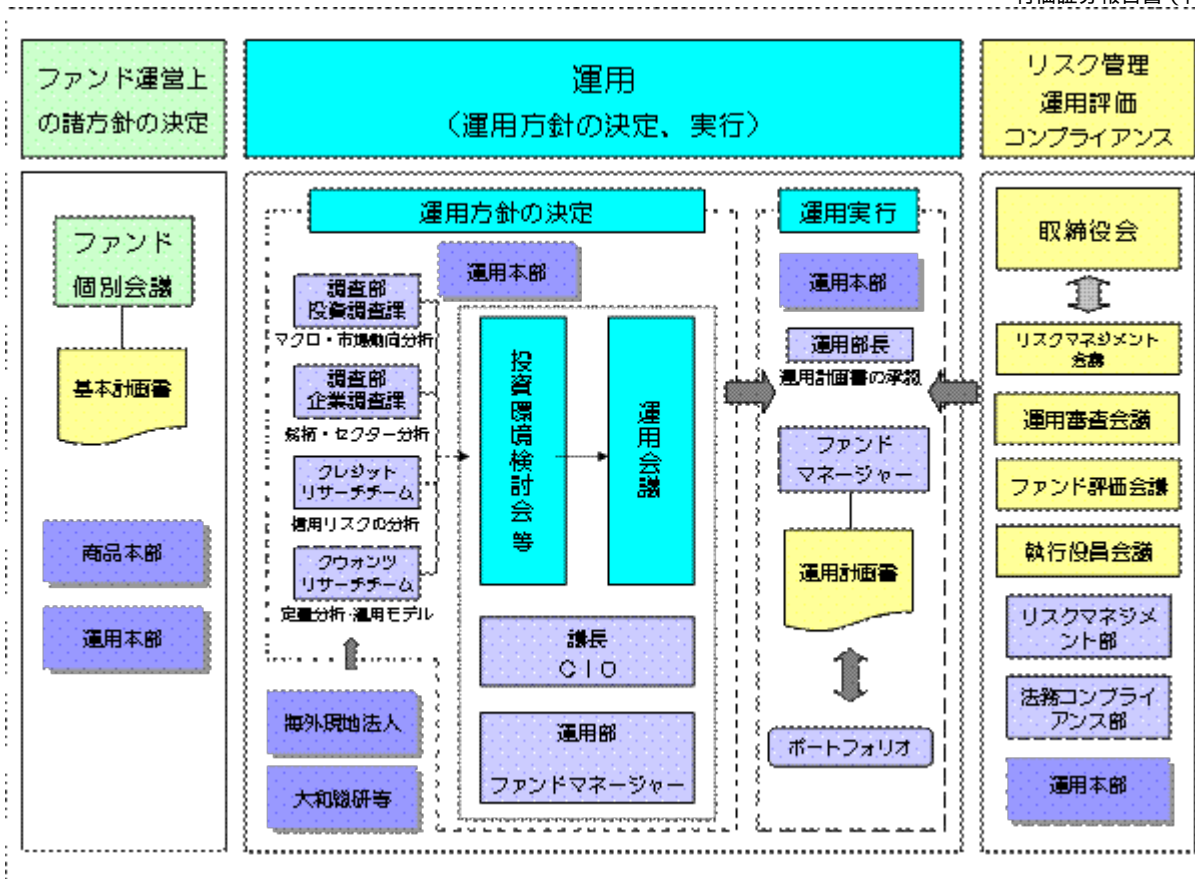 ファンド運営上
の諸方針の決定
運用
（運用方針の決定、実行）
リスク管理
運用評価
コンプライアンス
ファンド
個別会議
基本計画書
商品本部
運用本部
運用方針の決定
運用本部
調査部
投資調査課
マクロ・市場動向分析
調査部
企業調査課
銘柄・セクター分析
クレジット
リサーチチーム
信用リスクの分析
クウォンツ
リサーチチーム
定量分析・運用モデル
海外現地法人
大和総研等
投資環境検討会等
運用会議
議長
ＣＩＯ
運用部
ファンドマネージャー
運用実行
運用本部
運用部長
運用計画書の承認
ファンド
マネージャー
運用計画書
ポートフォリオ
取締役会
リスクマネジメント
会議
運用審査会議
ファンド評価会議
執行役員会議
リスクマネジメ
ント部
法務コンプライ
アンス部
運用本部